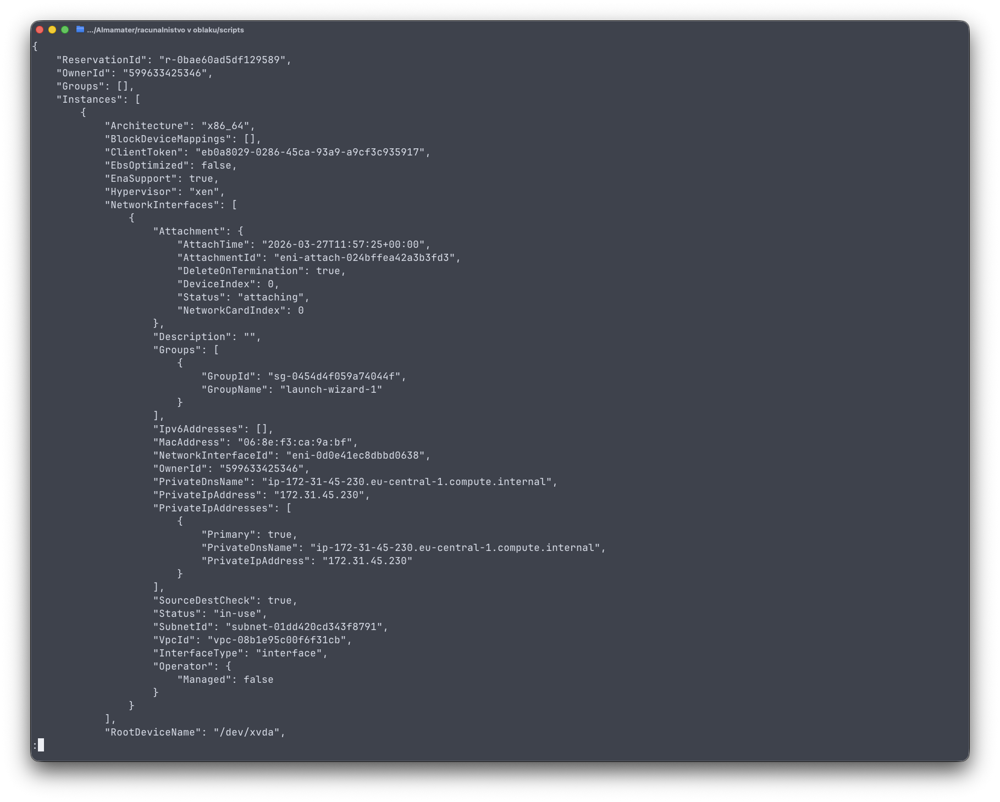 .../Almamater/racunalnistvo v oblaku/scripts
{
    "ReservationId": "r-0bae60ad5df129589",
    "OwnerId": "599633425346",
    "Groups": [],
    "Instances": [
        {
            "Architecture": "x86_64",
            "BlockDeviceMappings": [],
            "ClientToken": "eb0a8029-0286-45ca-93a9-a9cf3c935917",
            "EbsOptimized": false,
            "EnaSupport": true,
            "Hypervisor": "xen",
            "NetworkInterfaces": [
                {
                    "Attachment": {
                        "AttachTime": "2026-03-27T11:57:25+00:00",
                        "AttachmentId": "eni-attach-024bffea42a3b3fd3",
                        "DeleteOnTermination": true,
                        "DeviceIndex": 0,
                        "Status": "attaching",
                        "NetworkCardIndex": 0
                    },
                    "Description": "",
                    "Groups": [
                        {
                            "GroupId": "sg-0454d4f059a74044f",
                            "GroupName": "launch-wizard-1"
                        }
                    ],
                    "Ipv6Addresses": [],
                    "MacAddress": "06:8e:f3:ca:9a:bf",
                    "NetworkInterfaceId": "eni-0d0e41ec8dbbd0638",
                    "OwnerId": "599633425346",
                    "PrivateDnsName": "ip-172-31-45-230.eu-central-1.compute.internal",
                    "PrivateIpAddress": "172.31.45.230",
                    "PrivateIpAddresses": [
                        {
                            "Primary": true,
                            "PrivateDnsName": "ip-172-31-45-230.eu-central-1.compute.internal",
                            "PrivateIpAddress": "172.31.45.230"
                        }
                    ],
                    "SourceDestCheck": true,
                    "Status": "in-use",
                    "SubnetId": "subnet-01dd420cd343f8791",
                    "VpcId": "vpc-08b1e95c00f6f31cb",
                    "InterfaceType": "interface",
                    "Operator": {
                        "Managed": false
                    }
                }
            ],
            "RootDeviceName": "/dev/xvda",
: